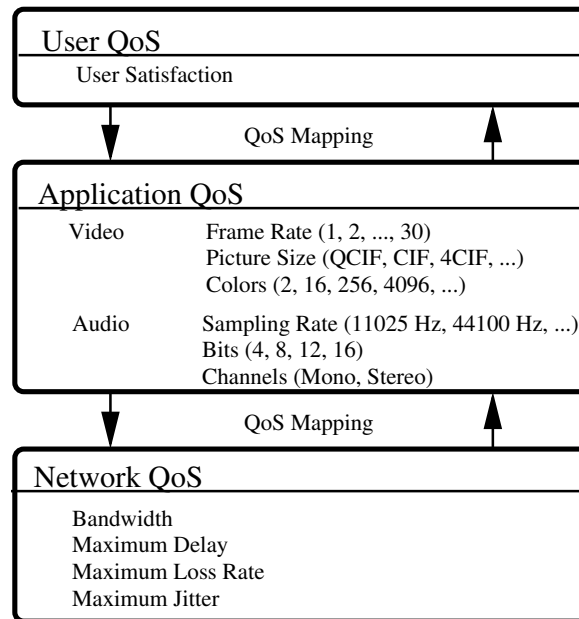 User QoS
User Satisfaction
QoS Mapping
Application QoS
Video Frame Rate (1, 2, ..., 30)
Picture Size (QCIF, CIF, 4CIF, ...)
Colors (2, 16, 256, 4096, ...)
Audio Sampling Rate (11025 Hz, 44100 Hz, ...)
Bits (4, 8, 12, 16)
Channels (Mono, Stereo)
QoS Mapping
Network QoS
Bandwidth
Maximum Delay
Maximum Loss Rate
Maximum Jitter